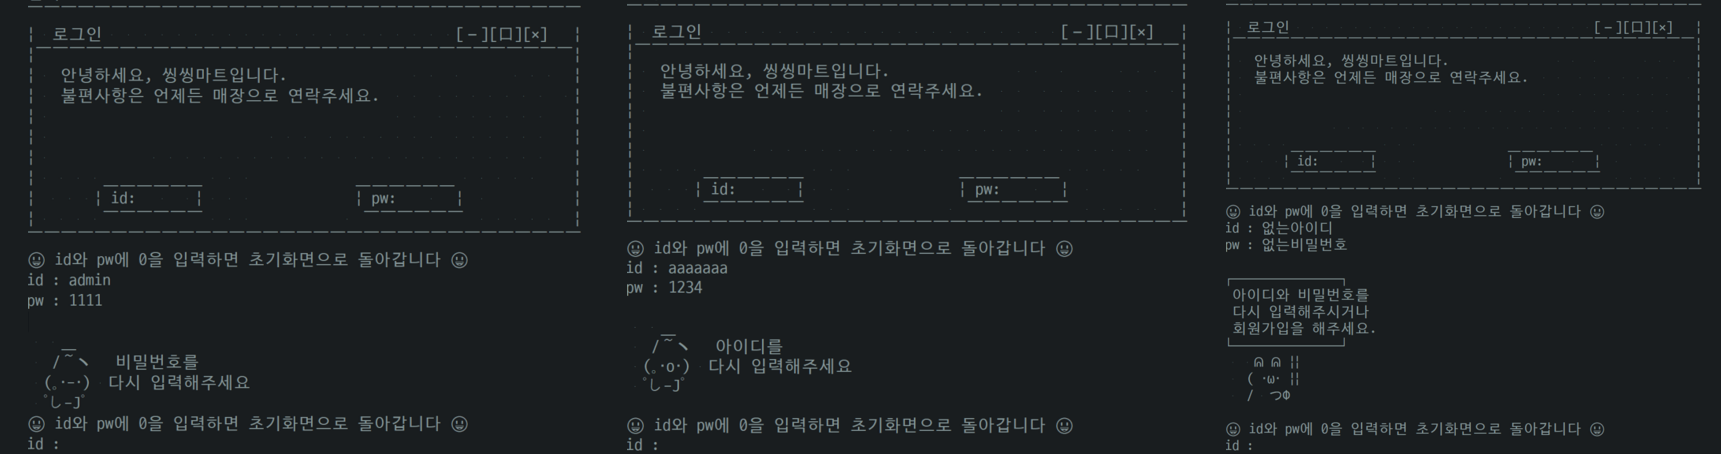 로그인 [-][口][×]
안녕하세요, 씽씽마트입니다.
불편사항은 언제든 매장으로 연락주세요.
id: pw:
id와 pw에 0을 입력하면 초기화면으로 돌아갑니다
id : admin
pw : 1111
비밀번호를
다시 입력해주세요
id와 pw에 0을 입력하면 초기화면으로 돌아갑니다
id :
로그인 [-][口][×]
안녕하세요, 씽씽마트입니다.
불편사항은 언제든 매장으로 연락주세요.
id: pw:
id와 pw에 0을 입력하면 초기화면으로 돌아갑니다
id : aaaaaaa
pw : 1234
아이디를
다시 입력해주세요
id와 pw에 0을 입력하면 초기화면으로 돌아갑니다
id :
로그인 [-][口][×]
안녕하세요, 씽씽마트입니다.
불편사항은 언제든 매장으로 연락주세요.
id: pw:
id와 pw에 0을 입력하면 초기화면으로 돌아갑니다
id : 없는아이디
pw : 없는비밀번호
아이디와 비밀번호를
다시 입력해주시거나
회원가입을 해주세요.
id와 pw에 0을 입력하면 초기화면으로 돌아갑니다
id :